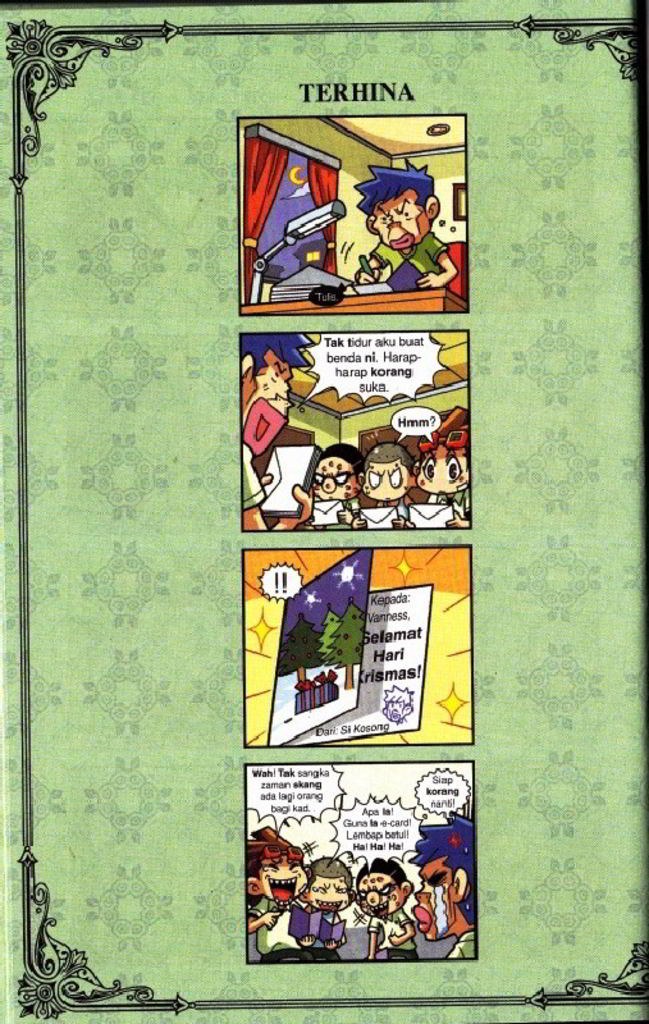 TERHINA
Tulis.
Tak tidur aku buat
benda ni. Harap-
harap korang
suka.
Hmm?
!!
Kepada:
Vanness,
Selamat
Hari
Krismas!
Dari: Si Kosong
Wah! Tak sangka
zaman skang
ada lagi orang
bagi kad.
Apa la!
Guna la e-card!
Lembap betul!
Ha! Ha! Ha!
Siap
korang
nanti!